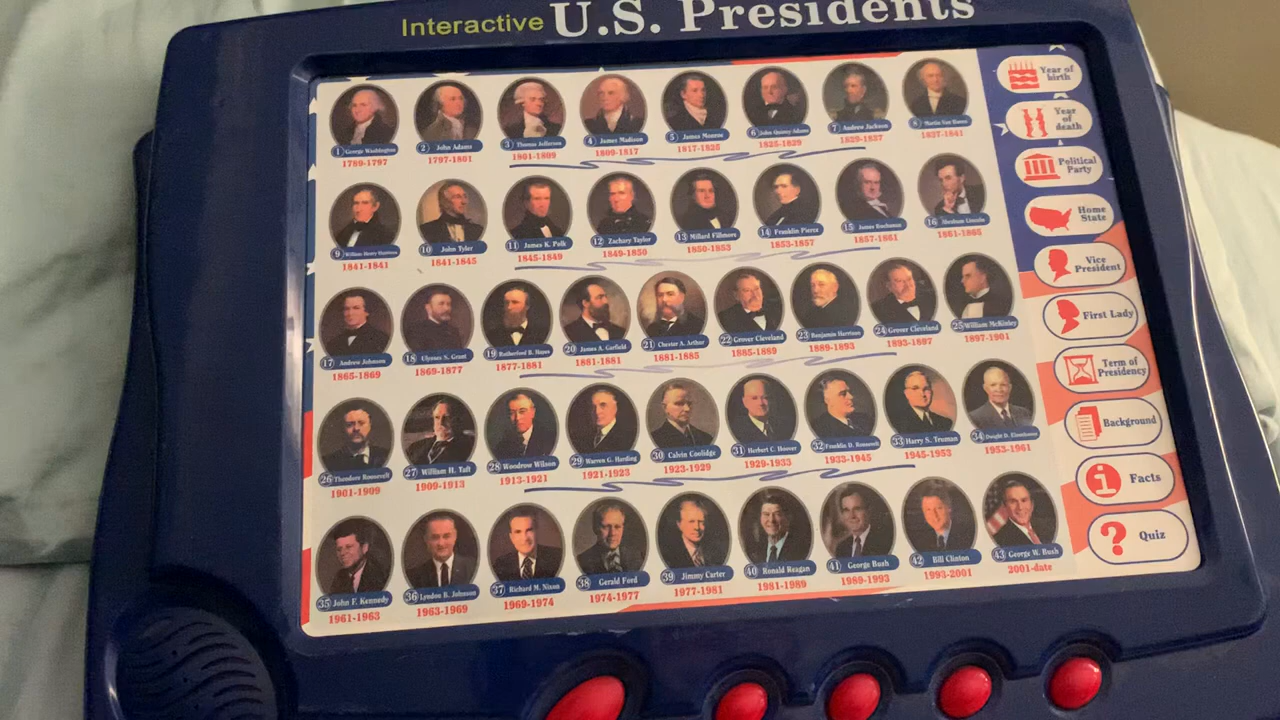 Interactive U.S. Presidents
1 George Washington
1789-1797
2 John Adams
1797-1801
3 Thomas Jefferson
1801-1809
4 James Madison
1809-1817
5 James Monroe
1817-1825
6 John Quincy Adams
1825-1829
7 Andrew Jackson
1829-1837
8 Martin Van Buren
1837-1841
9 William Henry Harrison
1841-1841
10 John Tyler
1841-1845
11 James K. Polk
1845-1849
12 Zachary Taylor
1849-1850
13 Millard Fillmore
1850-1853
14 Franklin Pierce
1853-1857
15 James Buchanan
1857-1861
16 Abraham Lincoln
1861-1865
17 Andrew Johnson
1865-1869
18 Ulysses S. Grant
1869-1877
19 Rutherford B. Hayes
1877-1881
20 James A. Garfield
1881-1881
21 Chester A. Arthur
1881-1885
22 Grover Cleveland
1885-1889
23 Benjamin Harrison
1889-1893
24 Grover Cleveland
1893-1897
25 William McKinley
1897-1901
26 Theodore Roosevelt
1901-1909
27 William H. Taft
1909-1913
28 Woodrow Wilson
1913-1921
29 Warren G. Harding
1921-1923
30 Calvin Coolidge
1923-1929
31 Herbert C. Hoover
1929-1933
32 Franklin D. Roosevelt
1933-1945
33 Harry S. Truman
1945-1953
34 Dwight D. Eisenhower
1953-1961
35 John F. Kennedy
1961-1963
36 Lyndon B. Johnson
1963-1969
37 Richard M. Nixon
1969-1974
38 Gerald Ford
1974-1977
39 Jimmy Carter
1977-1981
40 Ronald Reagan
1981-1989
41 George Bush
1989-1993
42 Bill Clinton
1993-2001
43 George W. Bush
2001-date
Year of
birth
Year
of
death
Political
Party
Home
State
Vice
President
First Lady
Term of
Presidency
Background
Facts
Quiz